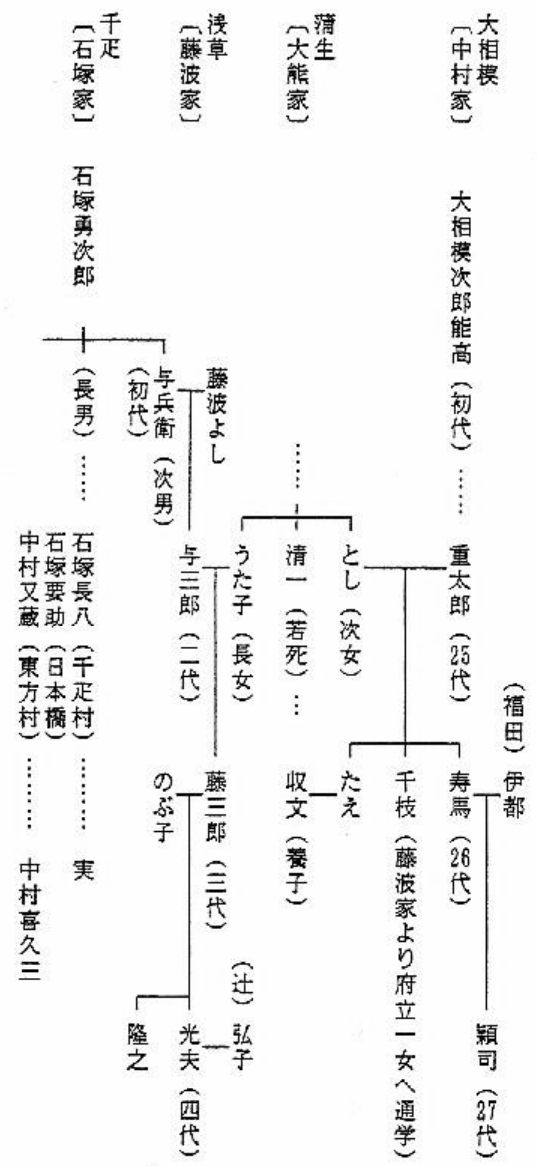 大相模
〔中村家〕 大相模次郎能高（初代）……
重太郎（25代）
（福田）伊都
寿馬（26代）
頴司（27代）
千枝（藤波家より府立一女へ通学）
たえ
蒲生
〔大熊家〕
……
とし（次女）
清一（若死）…
収文（養子）
うた子（長女）
浅草
〔藤波家〕
藤波よし
与兵衛（次男）
（初代）
与三郎（二代）
藤三郎（三代）
のぶ子
（辻）弘子
光夫（四代）
隆之
千疋
〔石塚家〕 石塚勇次郎
（長男）……
石塚長八（千疋村）……… 実
石塚要助（日本橋）
中村又蔵（東方村）……… 中村喜久三